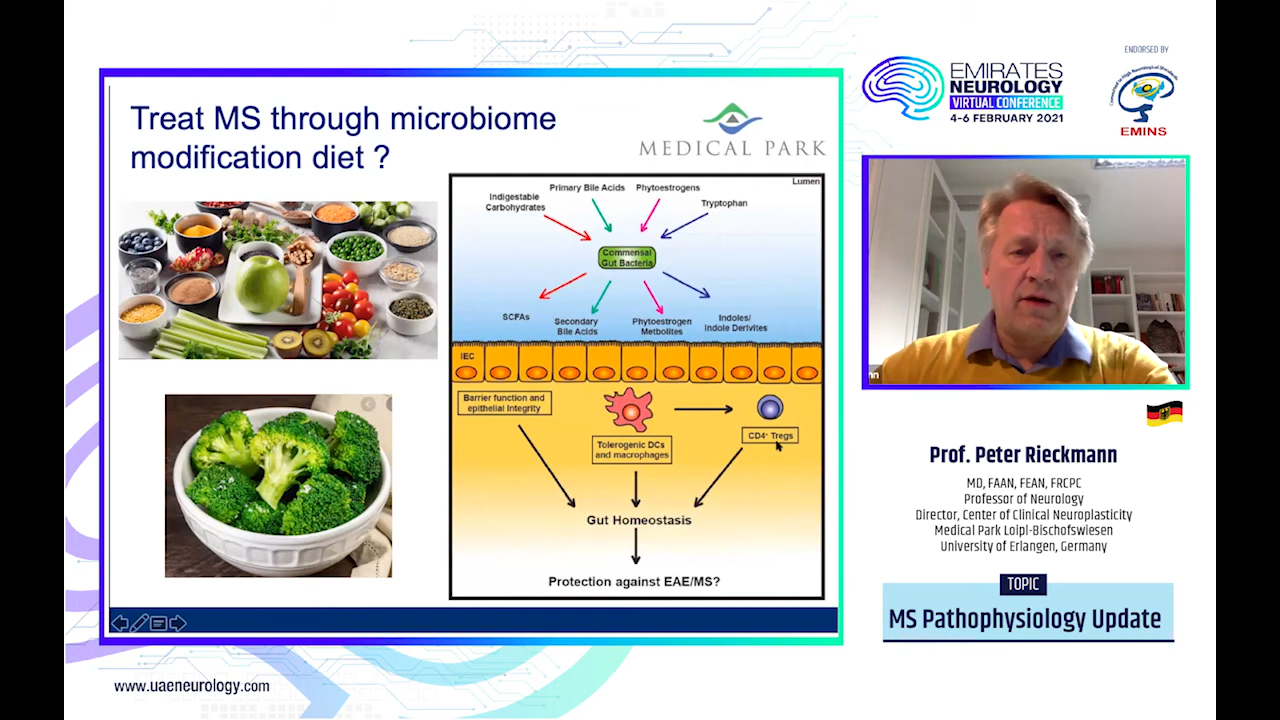 Treat MS through microbiome
modification diet ?
MEDICAL PARK
Lumen
Primary Bile Acids
Phytoestrogens
Indigestable
Carbohydrates
Tryptophan
Commensal
Gut Bacteria
SCFAs
Secondary
Bile Acids
Phytoestrogen
Metbolites
Indoles/
Indole Derivites
IEC
Barrier function and
epithelial Integrity
Tolerogenic DCs
and macrophages
CD4⁺ Tregs
Gut Homeostasis
Protection against EAE/MS?
www.uaeneurology.com
EMIRATES
NEUROLOGY
VIRTUAL CONFERENCE
4-6 FEBRUARY 2021
ENDORSED BY
EMINS
Prof. Peter Rieckmann
MD, FAAN, FEAN, FRCPC
Professor of Neurology
Director, Center of Clinical Neuroplasticity
Medical Park Loipl-Bischofswiesen
University of Erlangen, Germany
TOPIC
MS Pathophysiology Update